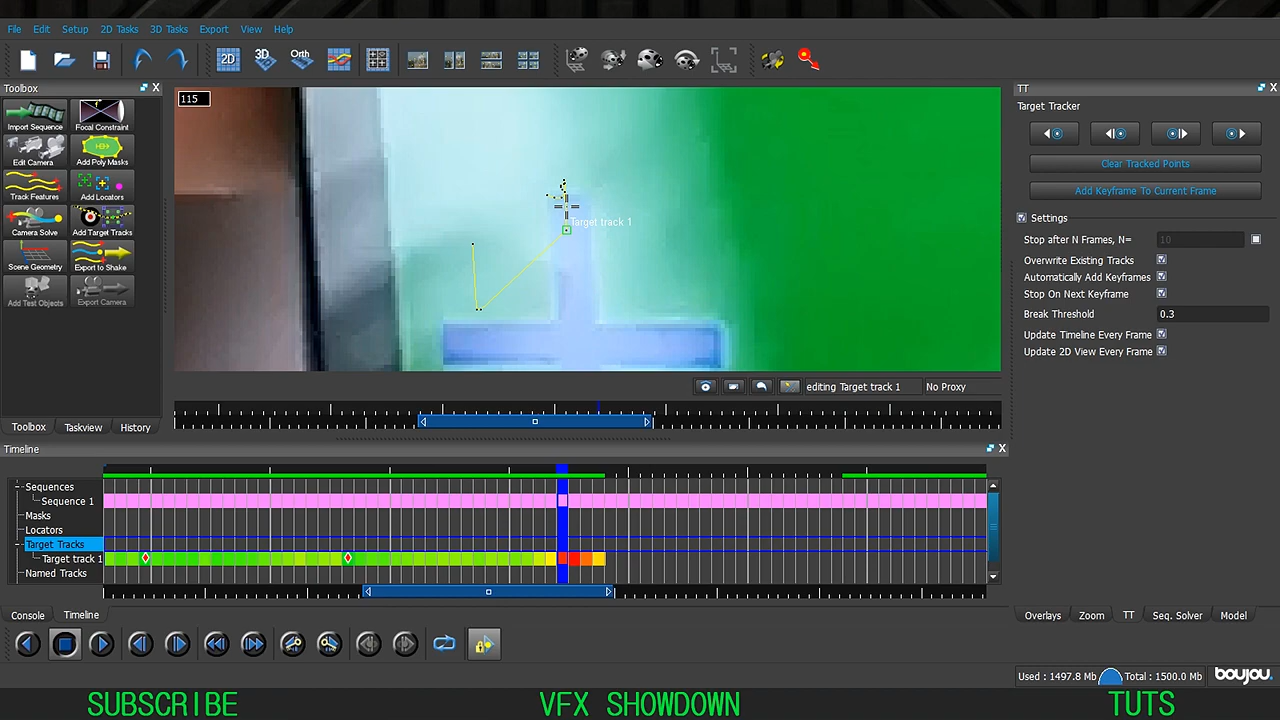 File Edit Setup 2D Tasks 3D Tasks Export View Help
2D 3D Orth
Toolbox X
TT X
Import Sequence Focal Constraint
Edit Camera Add Poly Masks
Track Features Add Locators
Camera Solve Add Target Tracks
Scene Geometry Export to Shake
Add Test Objects Export Camera
Toolbox Taskview History
115
Target track 1
editing Target track 1 No Proxy
Target Tracker
Clear Tracked Points
Add Keyframe To Current Frame
Settings
Stop after N Frames, N= 10
Overwrite Existing Tracks
Automatically Add Keyframes
Stop On Next Keyframe
Break Threshold 0.3
Update Timeline Every Frame
Update 2D View Every Frame
Timeline X
Sequences
Sequence 1
Masks
Locators
Target Tracks
Target track 1
Named Tracks
Console Timeline
Overlays Zoom TT Seq. Solver Model
Used : 1497.8 Mb Total : 1500.0 Mb boujou.
SUBSCRIBE VFX SHOWDOWN TUTS